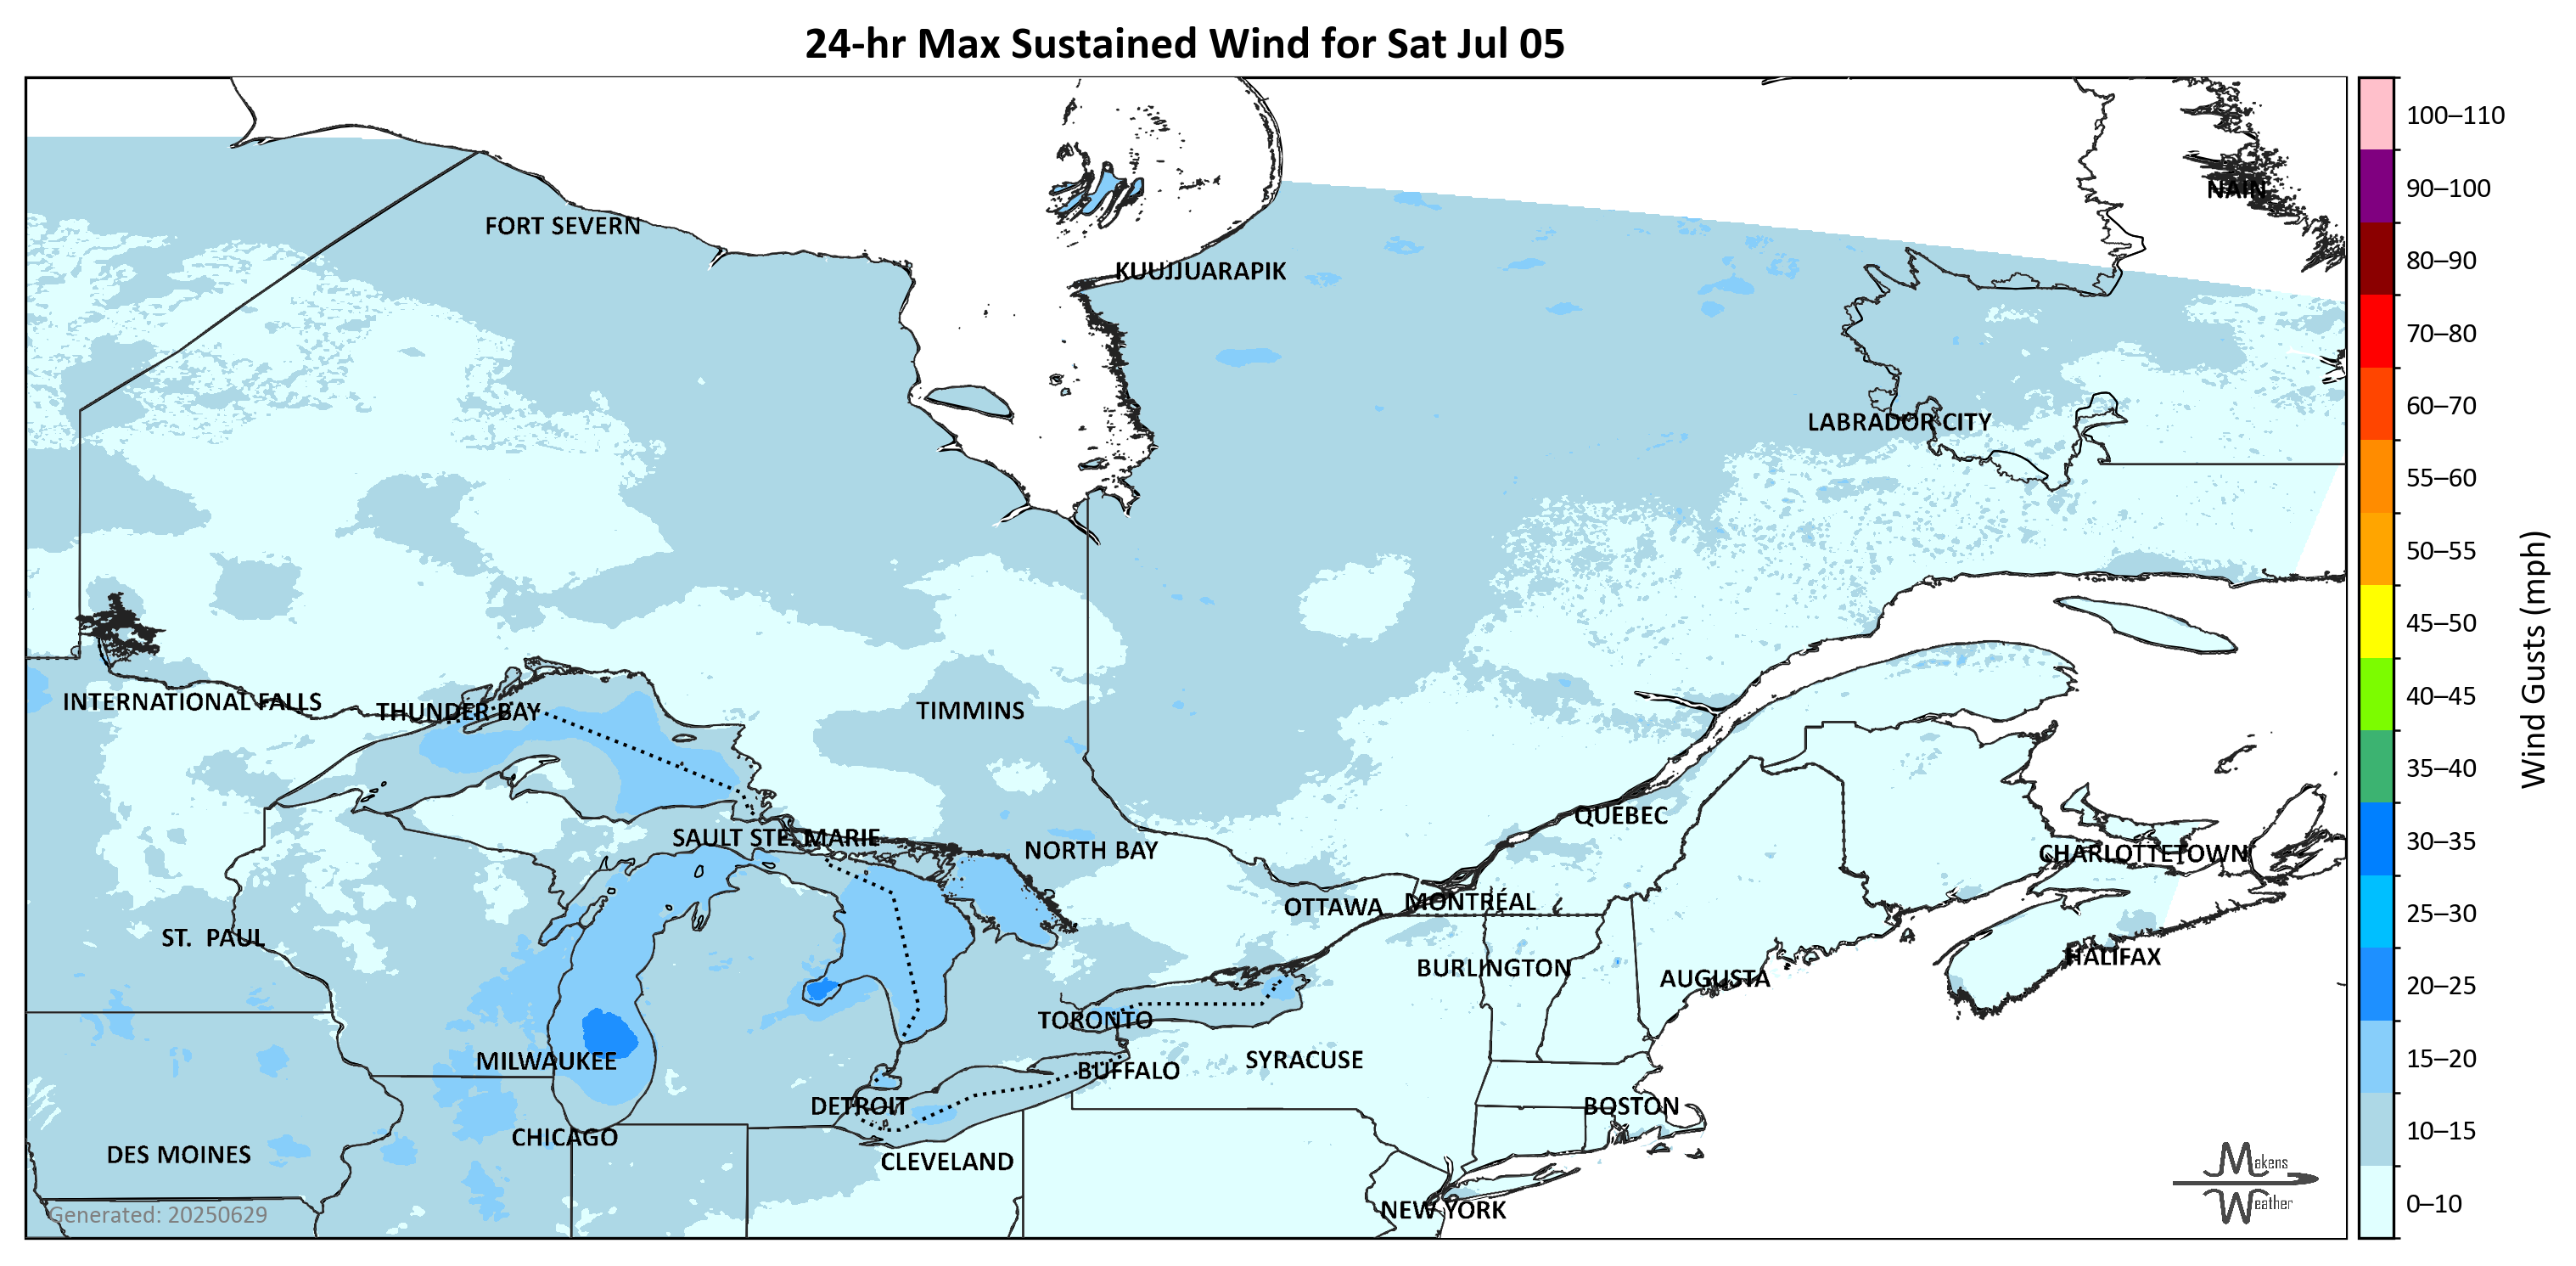 24-hr Max Sustained Wind for Sat Jul 05
100–110
90–100
NAIN
FORT SEVERN
80–90
KUUJJUARAPIK
70–80
60–70
LABRADOR CITY
55–60
50–55
45–50
40–45
Wind Gusts (mph)
INTERNATIONAL FALLS
THUNDER BAY
TIMMINS
35–40
QUEBEC
30–35
SAULT STE. MARIE
NORTH BAY
CHARLOTTETOWN
OTTAWA
MONTRÉAL
25–30
ST. PAUL
HALIFAX
BURLINGTON
AUGUSTA
20–25
TORONTO
MILWAUKEE
SYRACUSE
15–20
BUFFALO
DETROIT
BOSTON
10–15
CHICAGO
DES MOINES
CLEVELAND
Makens
Weather
NEW YORK
0–10
Generated: 20250629